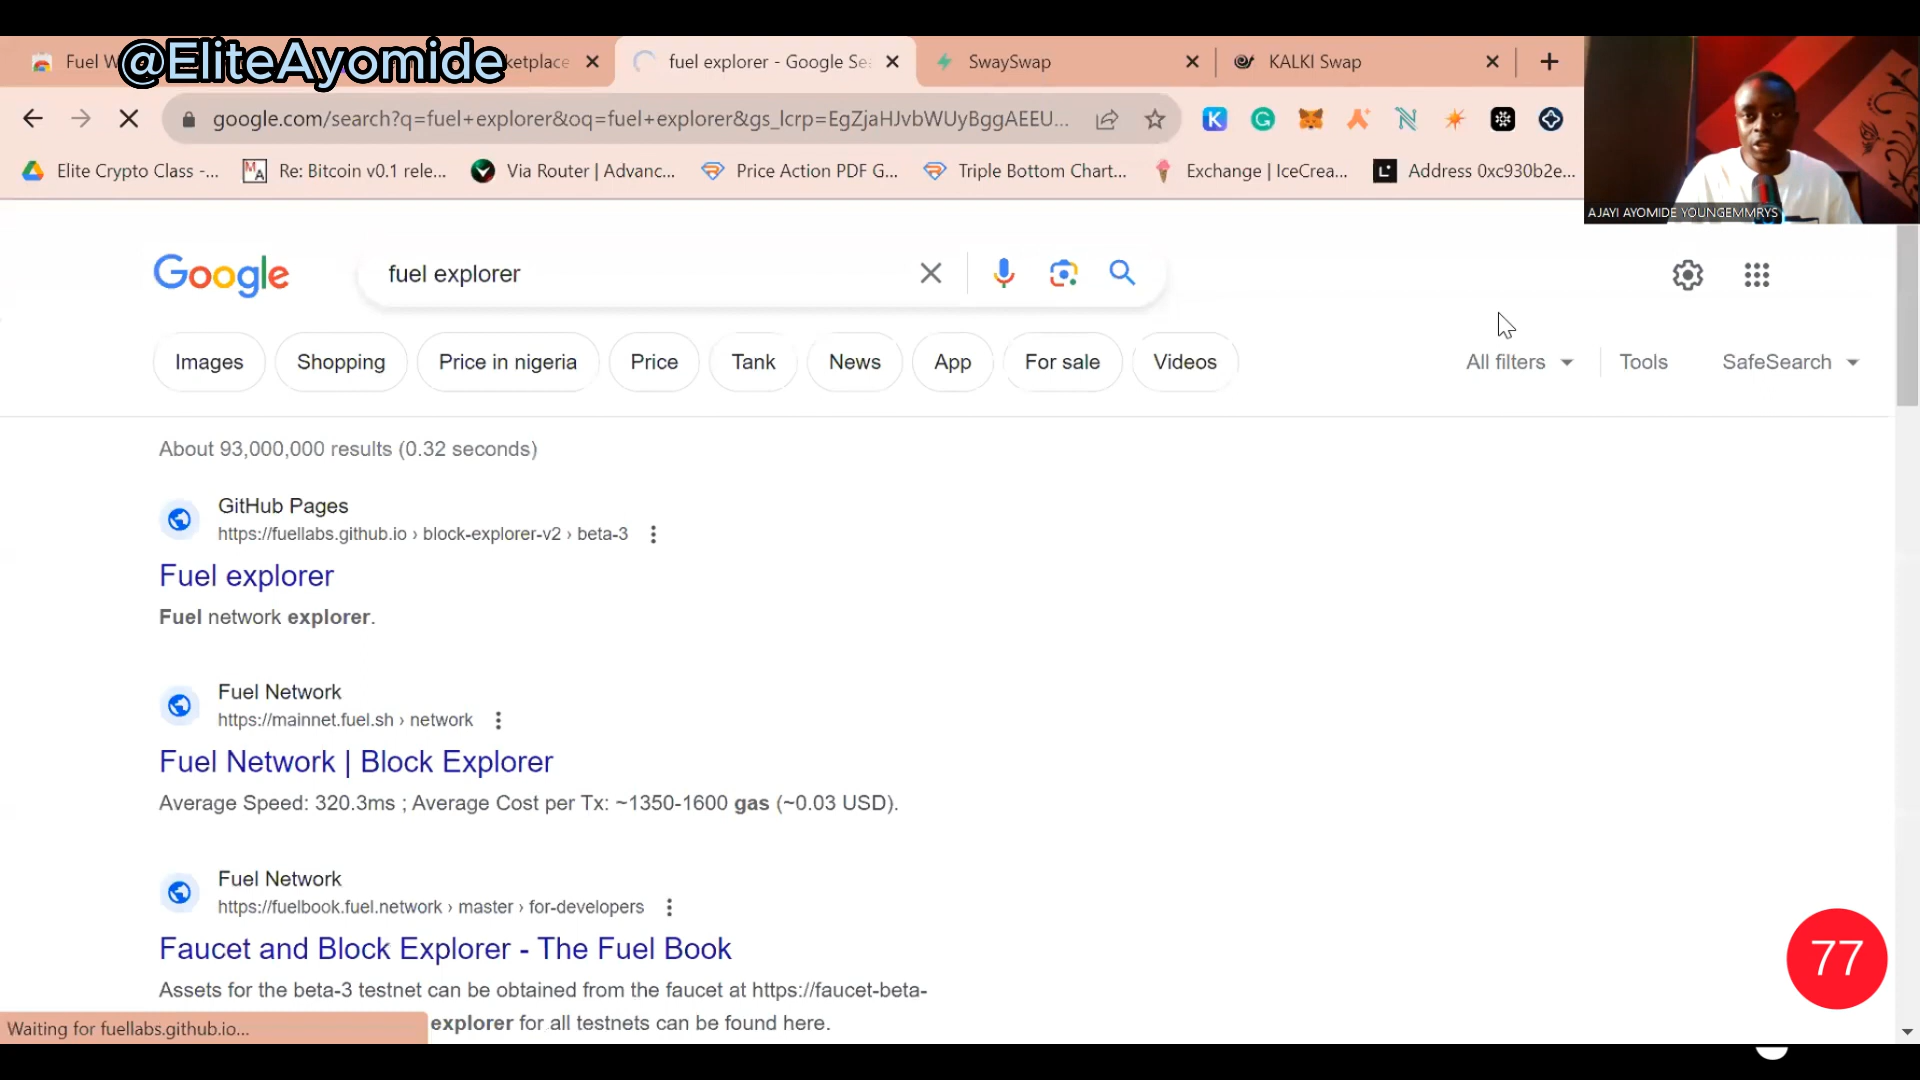 @EliteAyomide
Fuel W
ketplace
fuel explorer - Google Se
SwaySwap
KALKI Swap
google.com/search?q=fuel+explorer&oq=fuel+explorer&gs_lcrp=EgZjaHJvbWUyBggAEEU...
Elite Crypto Class -...
Re: Bitcoin v0.1 rele...
Via Router | Advanc...
Price Action PDF G...
Triple Bottom Chart...
Exchange | IceCrea...
Address 0xc930b2e...
AJAYI AYOMIDE YOUNGEMMRYS
Google
fuel explorer
Images
Shopping
Price in nigeria
Price
Tank
News
App
For sale
Videos
All filters
Tools
SafeSearch
About 93,000,000 results (0.32 seconds)
GitHub Pages
https://fuellabs.github.io › block-explorer-v2 › beta-3
Fuel explorer
Fuel network explorer.
Fuel Network
https://mainnet.fuel.sh › network
Fuel Network | Block Explorer
Average Speed: 320.3ms ; Average Cost per Tx: ~1350-1600 gas (~0.03 USD).
Fuel Network
https://fuelbook.fuel.network › master › for-developers
Faucet and Block Explorer - The Fuel Book
Assets for the beta-3 testnet can be obtained from the faucet at https://faucet-beta-
explorer for all testnets can be found here.
Waiting for fuellabs.github.io...
77